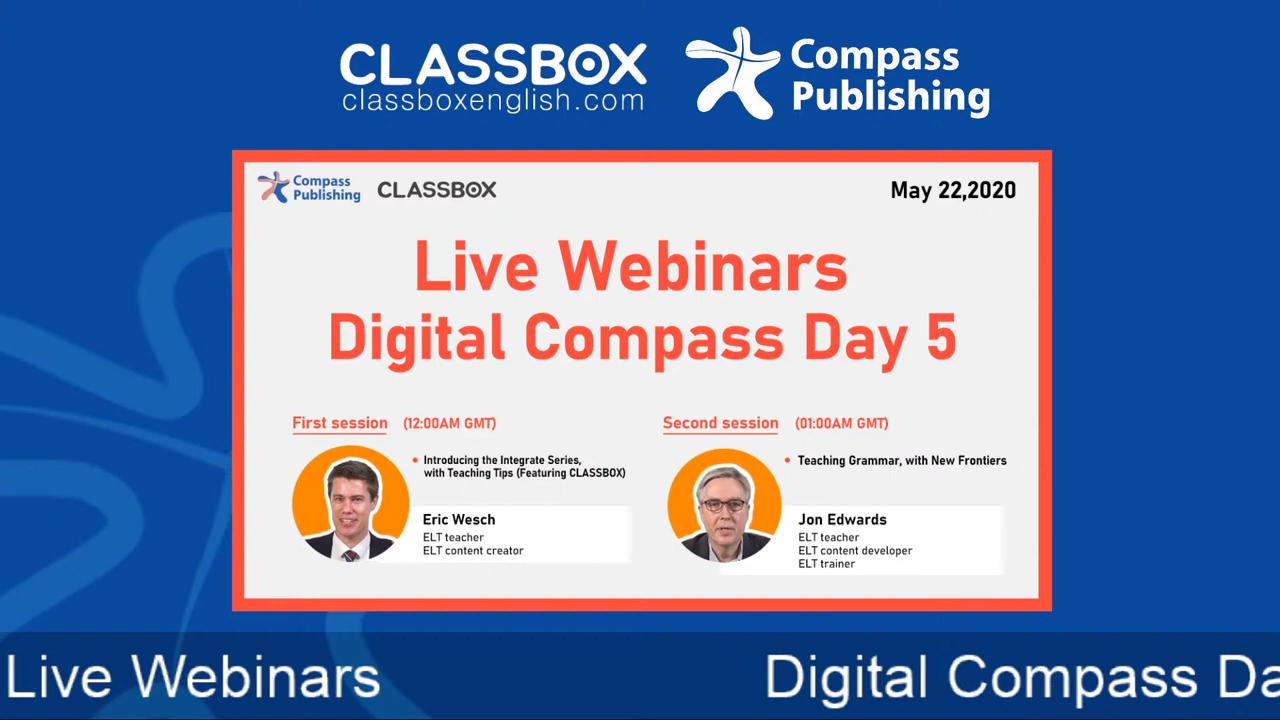 CLASSBOX
classboxenglish.com
Compass
Publishing
Compass
Publishing
CLASSBOX
May 22,2020
Live Webinars
Digital Compass Day 5
First session (12:00AM GMT)
Introducing the Integrate Series,
with Teaching Tips (Featuring CLASSBOX)
Eric Wesch
ELT teacher
ELT content creator
Second session (01:00AM GMT)
Teaching Grammar, with New Frontiers
Jon Edwards
ELT teacher
ELT content developer
ELT trainer
Live Webinars Digital Compass Da